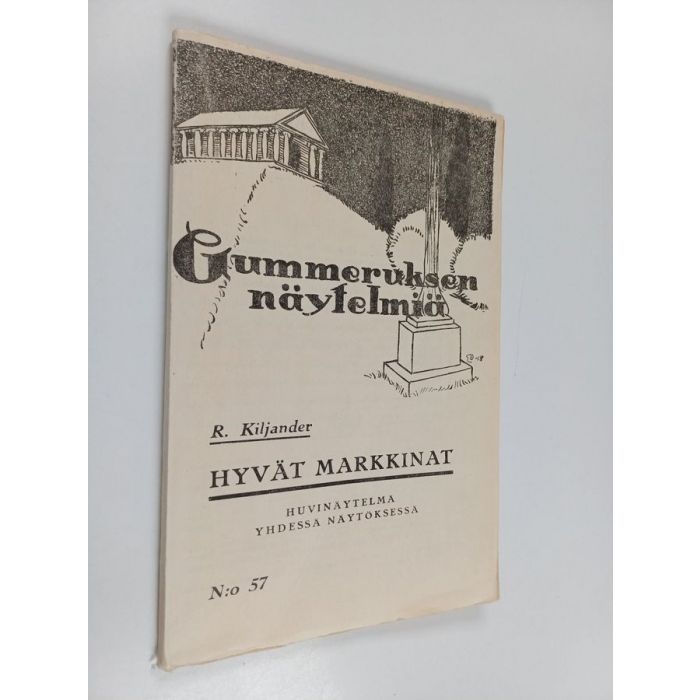 Gummeruksen
näytelmiä
R. Kiljander
HYVÄT MARKKINAT
HUVINÄYTELMÄ
YHDESSÄ NÄYTÖKSESSÄ
N:o 57